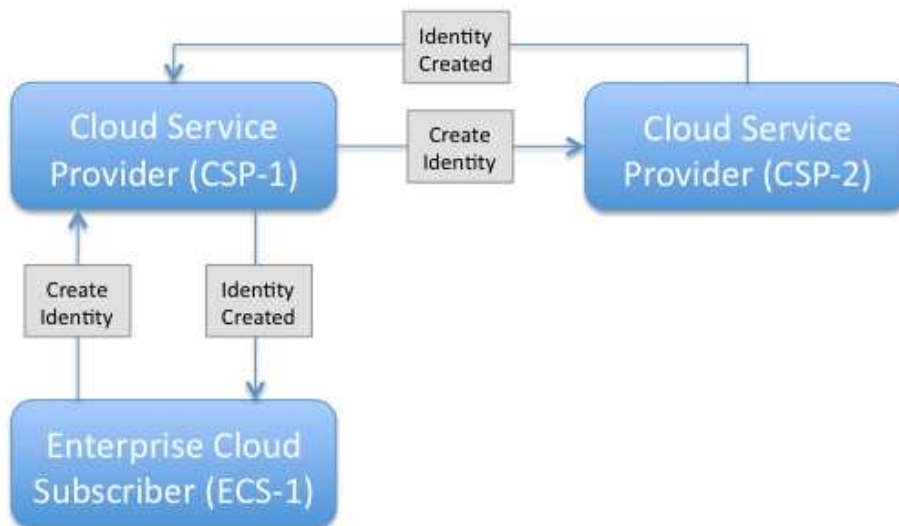 Identity
Created
Cloud Service
Provider (CSP-1)
Create
Identity
Cloud Service
Provider (CSP-2)
Create
Identity
Identity
Created
Enterprise Cloud
Subscriber (ECS-1)